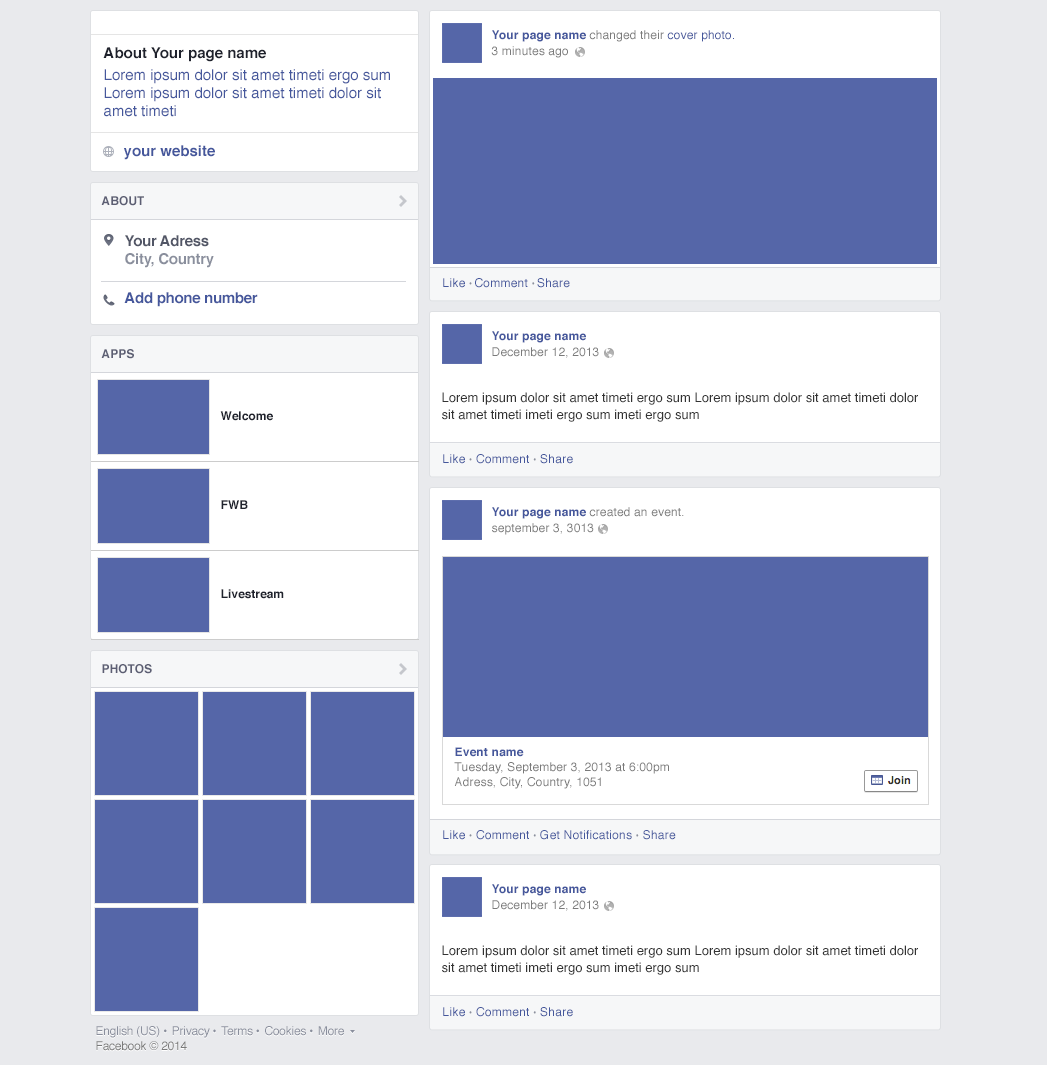 About Your page name
Lorem ipsum dolor sit amet timeti ergo sum
Lorem ipsum dolor sit amet timeti dolor sit
amet timeti
your website
ABOUT
Your Adress
City, Country
Add phone number
APPS
Welcome
FWB
Livestream
PHOTOS
English (US) • Privacy • Terms • Cookies • More
Facebook © 2014
Your page name changed their cover photo.
3 minutes ago
Like · Comment · Share
Your page name
December 12, 2013
Lorem ipsum dolor sit amet timeti ergo sum Lorem ipsum dolor sit amet timeti dolor
sit amet timeti imeti ergo sum imeti ergo sum
Like · Comment · Share
Your page name created an event.
september 3, 3013
Event name
Tuesday, September 3, 2013 at 6:00pm
Adress, City, Country, 1051
Join
Like · Comment · Get Notifications · Share
Your page name
December 12, 2013
Lorem ipsum dolor sit amet timeti ergo sum Lorem ipsum dolor sit amet timeti dolor
sit amet timeti imeti ergo sum imeti ergo sum
Like · Comment · Share